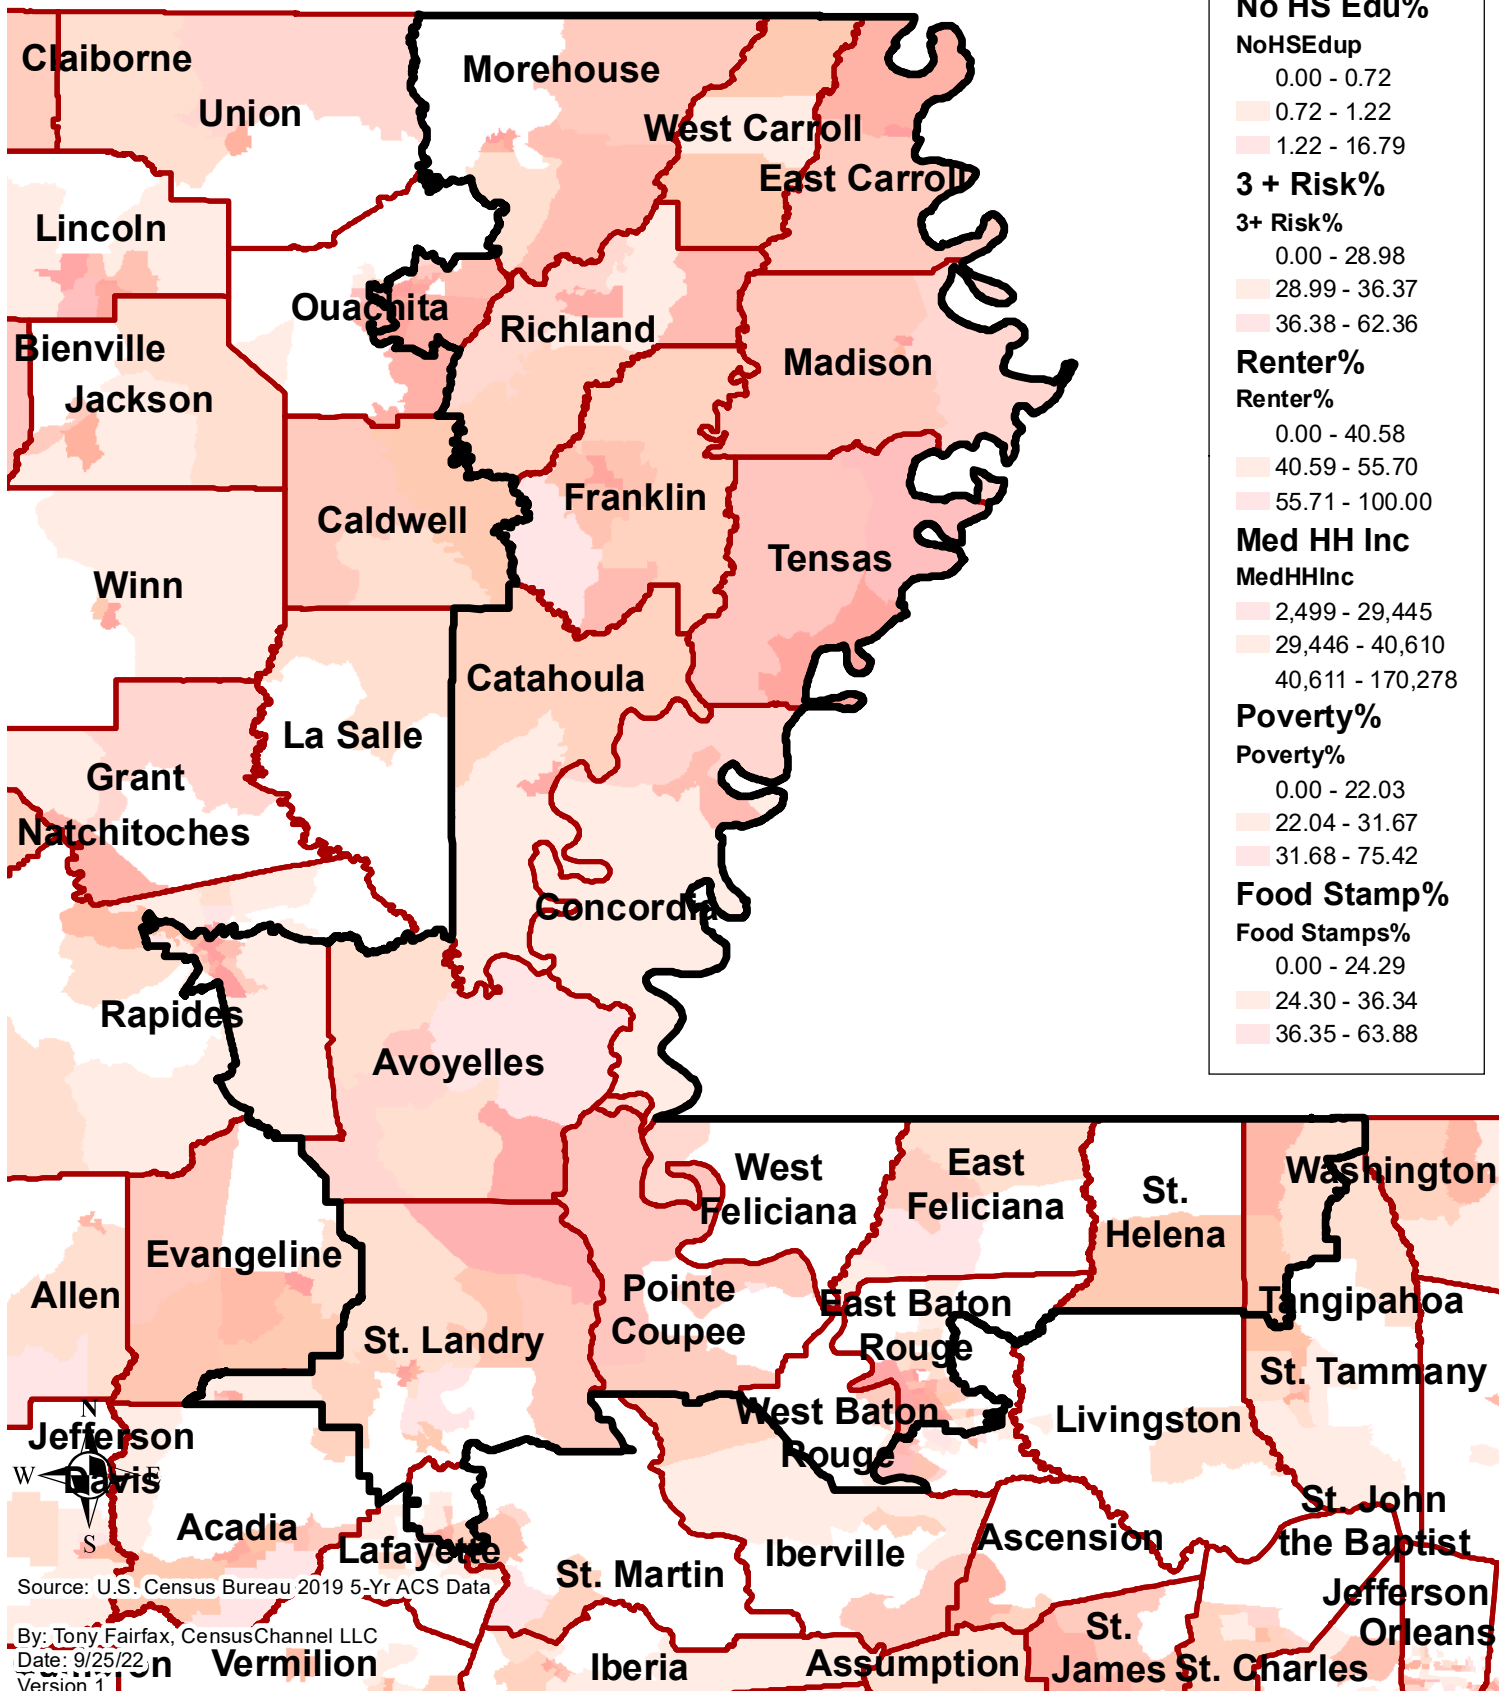 No HS Edu%
NoHSEdup
0.00 - 0.72
0.72 - 1.22
1.22 - 16.79
3 + Risk%
3+ Risk%
0.00 - 28.98
28.99 - 36.37
36.38 - 62.36
Renter%
Renter%
0.00 - 40.58
40.59 - 55.70
55.71 - 100.00
Med HH Inc
MedHHInc
2,499 - 29,445
29,446 - 40,610
40,611 - 170,278
Poverty%
Poverty%
0.00 - 22.03
22.04 - 31.67
31.68 - 75.42
Food Stamp%
Food Stamps%
0.00 - 24.29
24.30 - 36.34
36.35 - 63.88
Claiborne
Union
Morehouse
West Carroll
East Carroll
Lincoln
Ouachita
Richland
Bienville
Jackson
Madison
Caldwell
Franklin
Tensas
Winn
Catahoula
La Salle
Grant
Natchitoches
Concordia
Rapides
Avoyelles
West
Feliciana
East
Feliciana
St.
Helena
Washington
Evangeline
Allen
Pointe
Coupee
East Baton
Rouge
Tangipahoa
St. Landry
St. Tammany
West Baton
Rouge
Livingston
Jefferson
Davis
N
W
E
S
Acadia
Lafayette
St. Martin
Iberville
Ascension
St. John
the Baptist
Jefferson
Orleans
St.
James
St. Charles
Assumption
Iberia
Vermilion
Source: U.S. Census Bureau 2019 5-Yr ACS Data
By: Tony Fairfax, CensusChannel LLC
Date: 9/25/22
Version 1